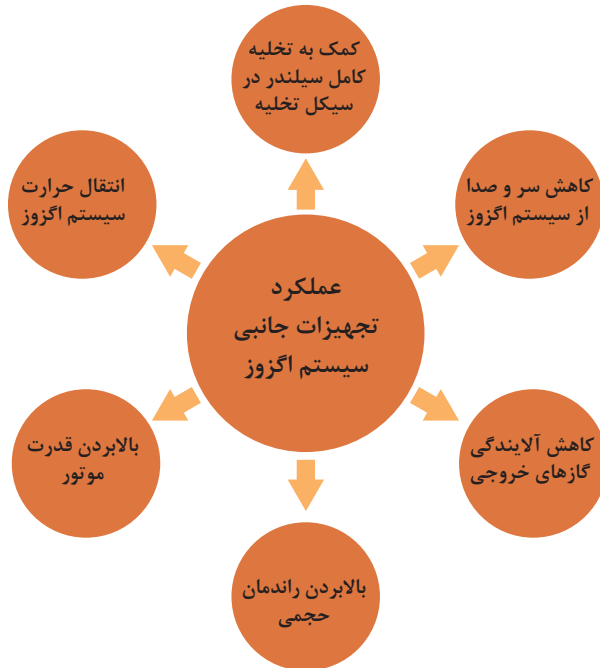 کمک به تخلیه
کامل سیلندر در
سیکل تخلیه
کاهش سر و صدا
از سیستم اگزوز
انتقال حرارت
سیستم اگزوز
عملکرد
تجهیزات جانبی
سیستم اگزوز
کاهش آلایندگی
گازهای خروجی
بالابردن قدرت
موتور
بالابردن راندمان
حجمی